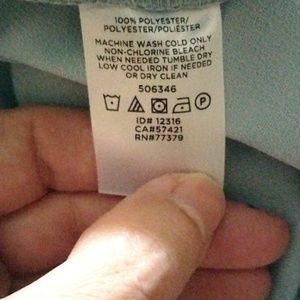 100% POLYESTER/
POLYESTER/POLIÉSTER
MACHINE WASH COLD ONLY
NON-CHLORINE BLEACH
WHEN NEEDED TUMBLE DRY
LOW COOL IRON IF NEEDED
OR DRY CLEAN
506346
P
ID# 12316
CA#57421
RN#77379